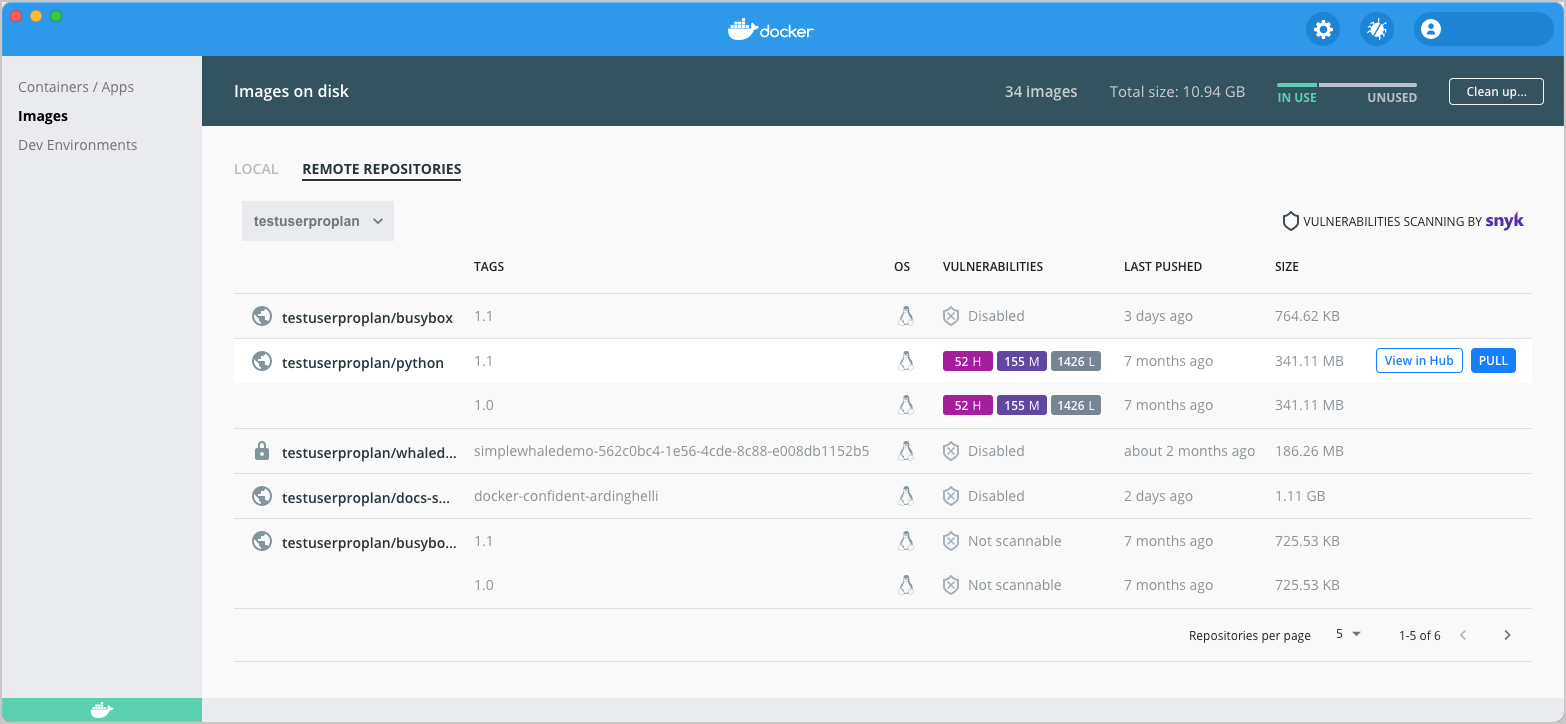 docker
Containers / Apps
Images
Dev Environments
Images on disk
34 images
Total size: 10.94 GB
IN USE
UNUSED
Clean up...
LOCAL
REMOTE REPOSITORIES
testuserproplan
VULNERABILITIES SCANNING BY snyk
TAGS OS VULNERABILITIES LAST PUSHED SIZE
testuserproplan/busybox 1.1 Disabled 3 days ago 764.62 KB
testuserproplan/python 1.1 52 H 155 M 1426 L 7 months ago 341.11 MB View in Hub PULL
1.0 52 H 155 M 1426 L 7 months ago 341.11 MB
testuserproplan/whaled... simplewhaledemo-562c0bc4-1e56-4cde-8c88-e008db1152b5 Disabled about 2 months ago 186.26 MB
testuserproplan/docs-s... docker-confident-ardinghelli Disabled 2 days ago 1.11 GB
testuserproplan/busybo... 1.1 Not scannable 7 months ago 725.53 KB
1.0 Not scannable 7 months ago 725.53 KB
Repositories per page 5 1-5 of 6